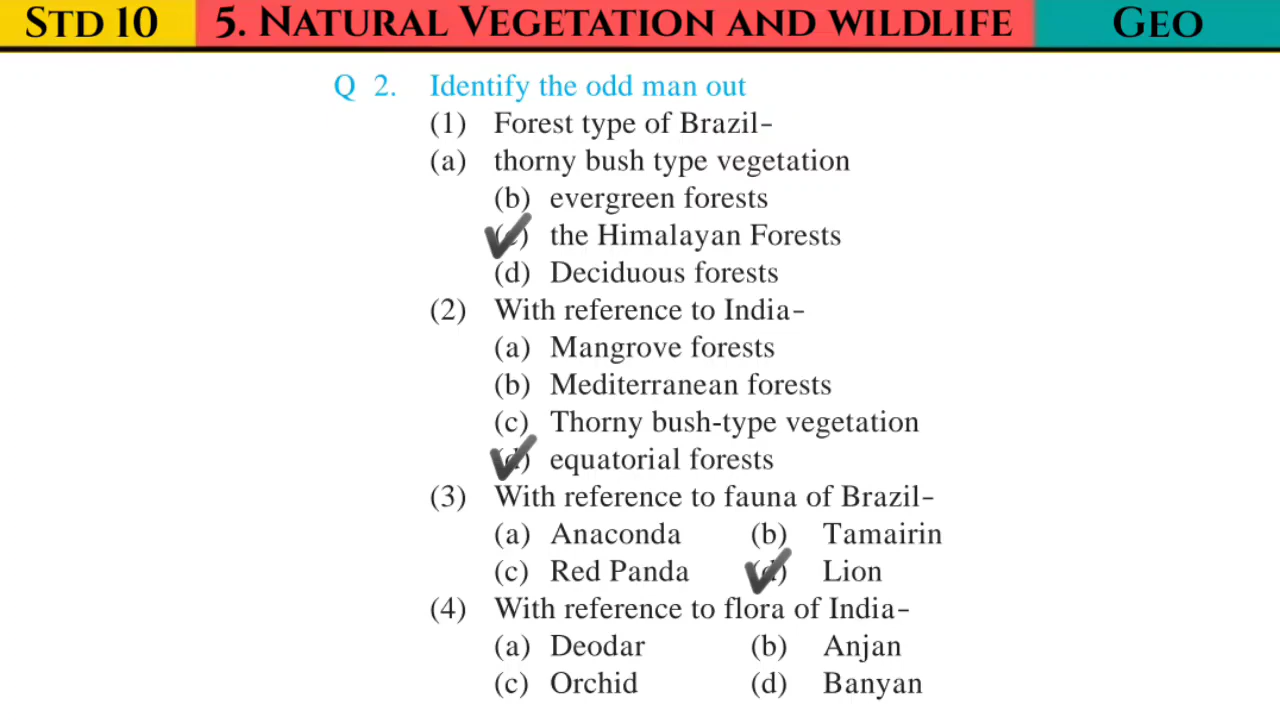 STD 10 5. NATURAL VEGETATION AND WILDLIFE GEO
Q 2. Identify the odd man out
(1) Forest type of Brazil-
(a) thorny bush type vegetation
(b) evergreen forests
(c) the Himalayan Forests
(d) Deciduous forests
(2) With reference to India-
(a) Mangrove forests
(b) Mediterranean forests
(c) Thorny bush-type vegetation
(d) equatorial forests
(3) With reference to fauna of Brazil-
(a) Anaconda (b) Tamairin
(c) Red Panda (d) Lion
(4) With reference to flora of India-
(a) Deodar (b) Anjan
(c) Orchid (d) Banyan